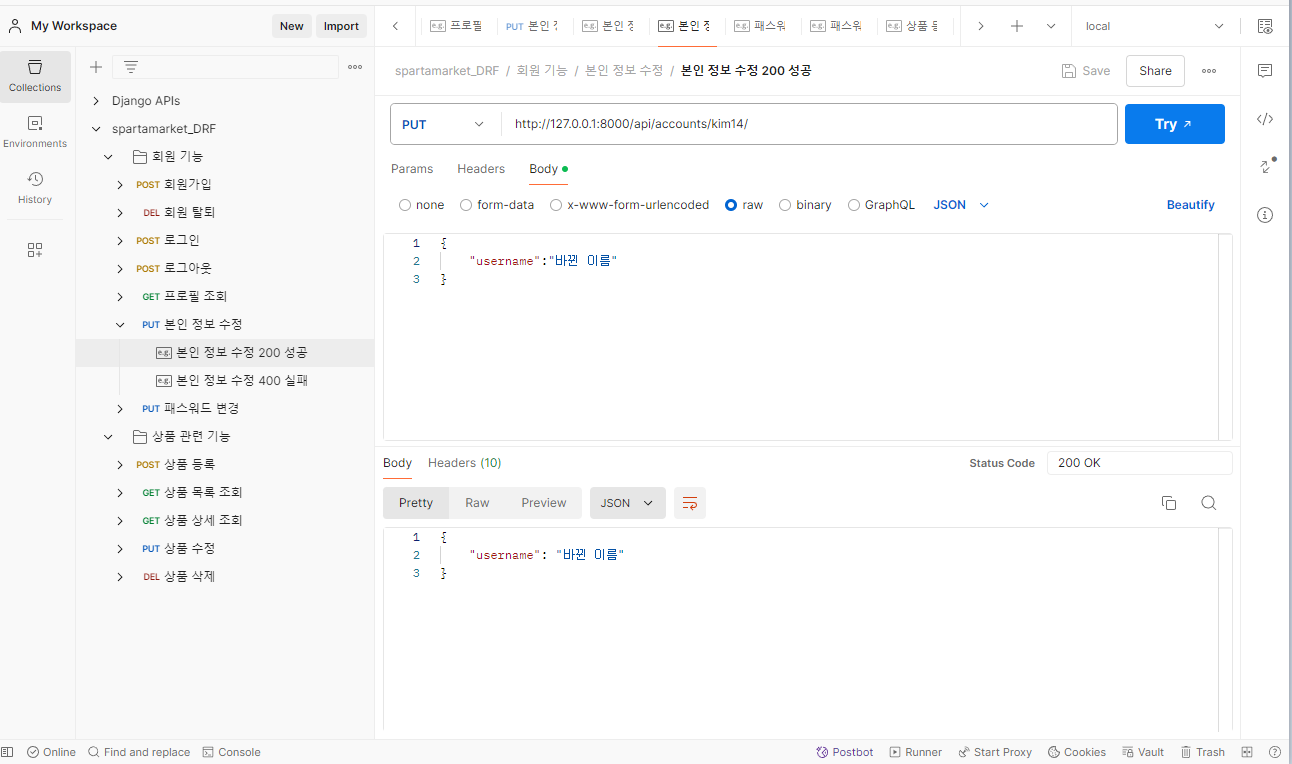 My Workspace New Import
프로필 PUT 본인 본인 본인 패스워 패스워 상품 local
Collections
Environments
History
Django APIs
spartamarket_DRF
회원 기능
POST 회원가입
DEL 회원 탈퇴
POST 로그인
POST 로그아웃
GET 프로필 조회
PUT 본인 정보 수정
e.g. 본인 정보 수정 200 성공
e.g. 본인 정보 수정 400 실패
PUT 패스워드 변경
상품 관련 기능
POST 상품 등록
GET 상품 목록 조회
GET 상품 상세 조회
PUT 상품 수정
DEL 상품 삭제
spartamarket_DRF / 회원 기능 / 본인 정보 수정 / 본인 정보 수정 200 성공 Save Share
PUT http://127.0.0.1:8000/api/accounts/kim14/ Try
Params Headers Body
none form-data x-www-form-urlencoded raw binary GraphQL JSON Beautify
1 {
2 "username":"바뀐 이름"
3 }
Body Headers (10) Status Code 200 OK
Pretty Raw Preview JSON
1 {
2 "username": "바뀐 이름"
3 }
Online Find and replace Console Postbot Runner Start Proxy Cookies Vault Trash